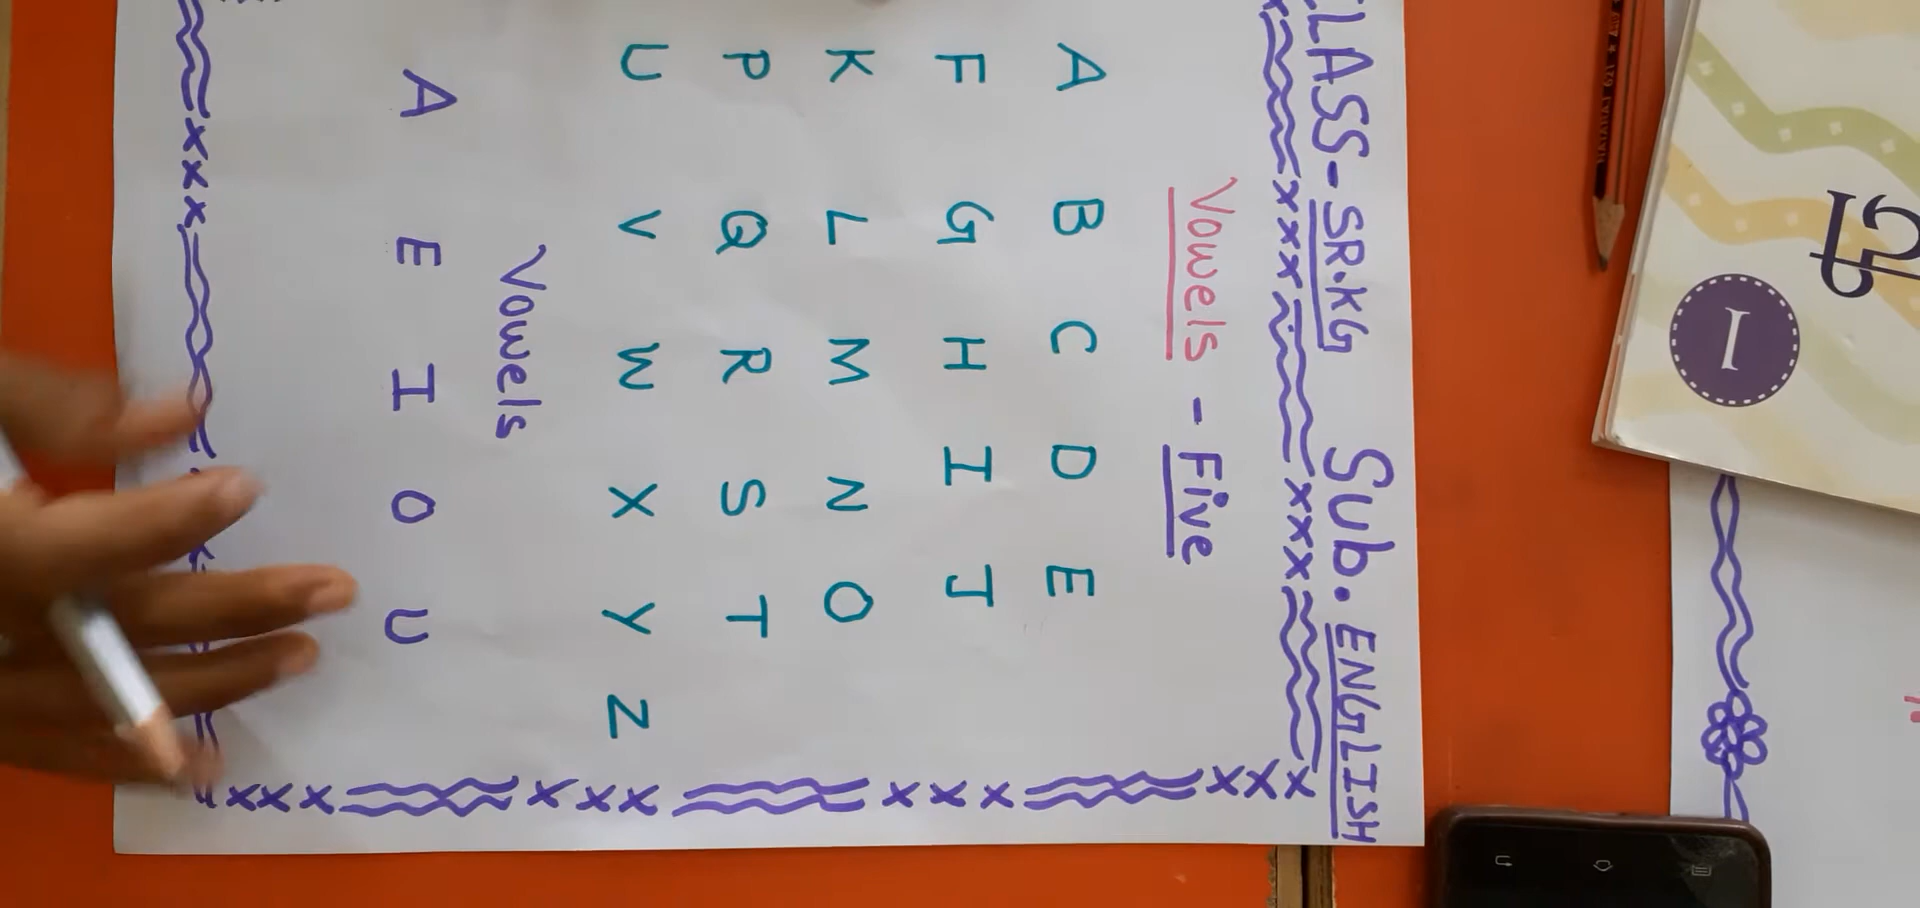 CLASS-SR.KG Sub. ENGLISH
Vowels - Five
A B C D E
F G H I J
K L M N O
P Q R S T
U V W X Y Z
Vowels
A E I O U
I